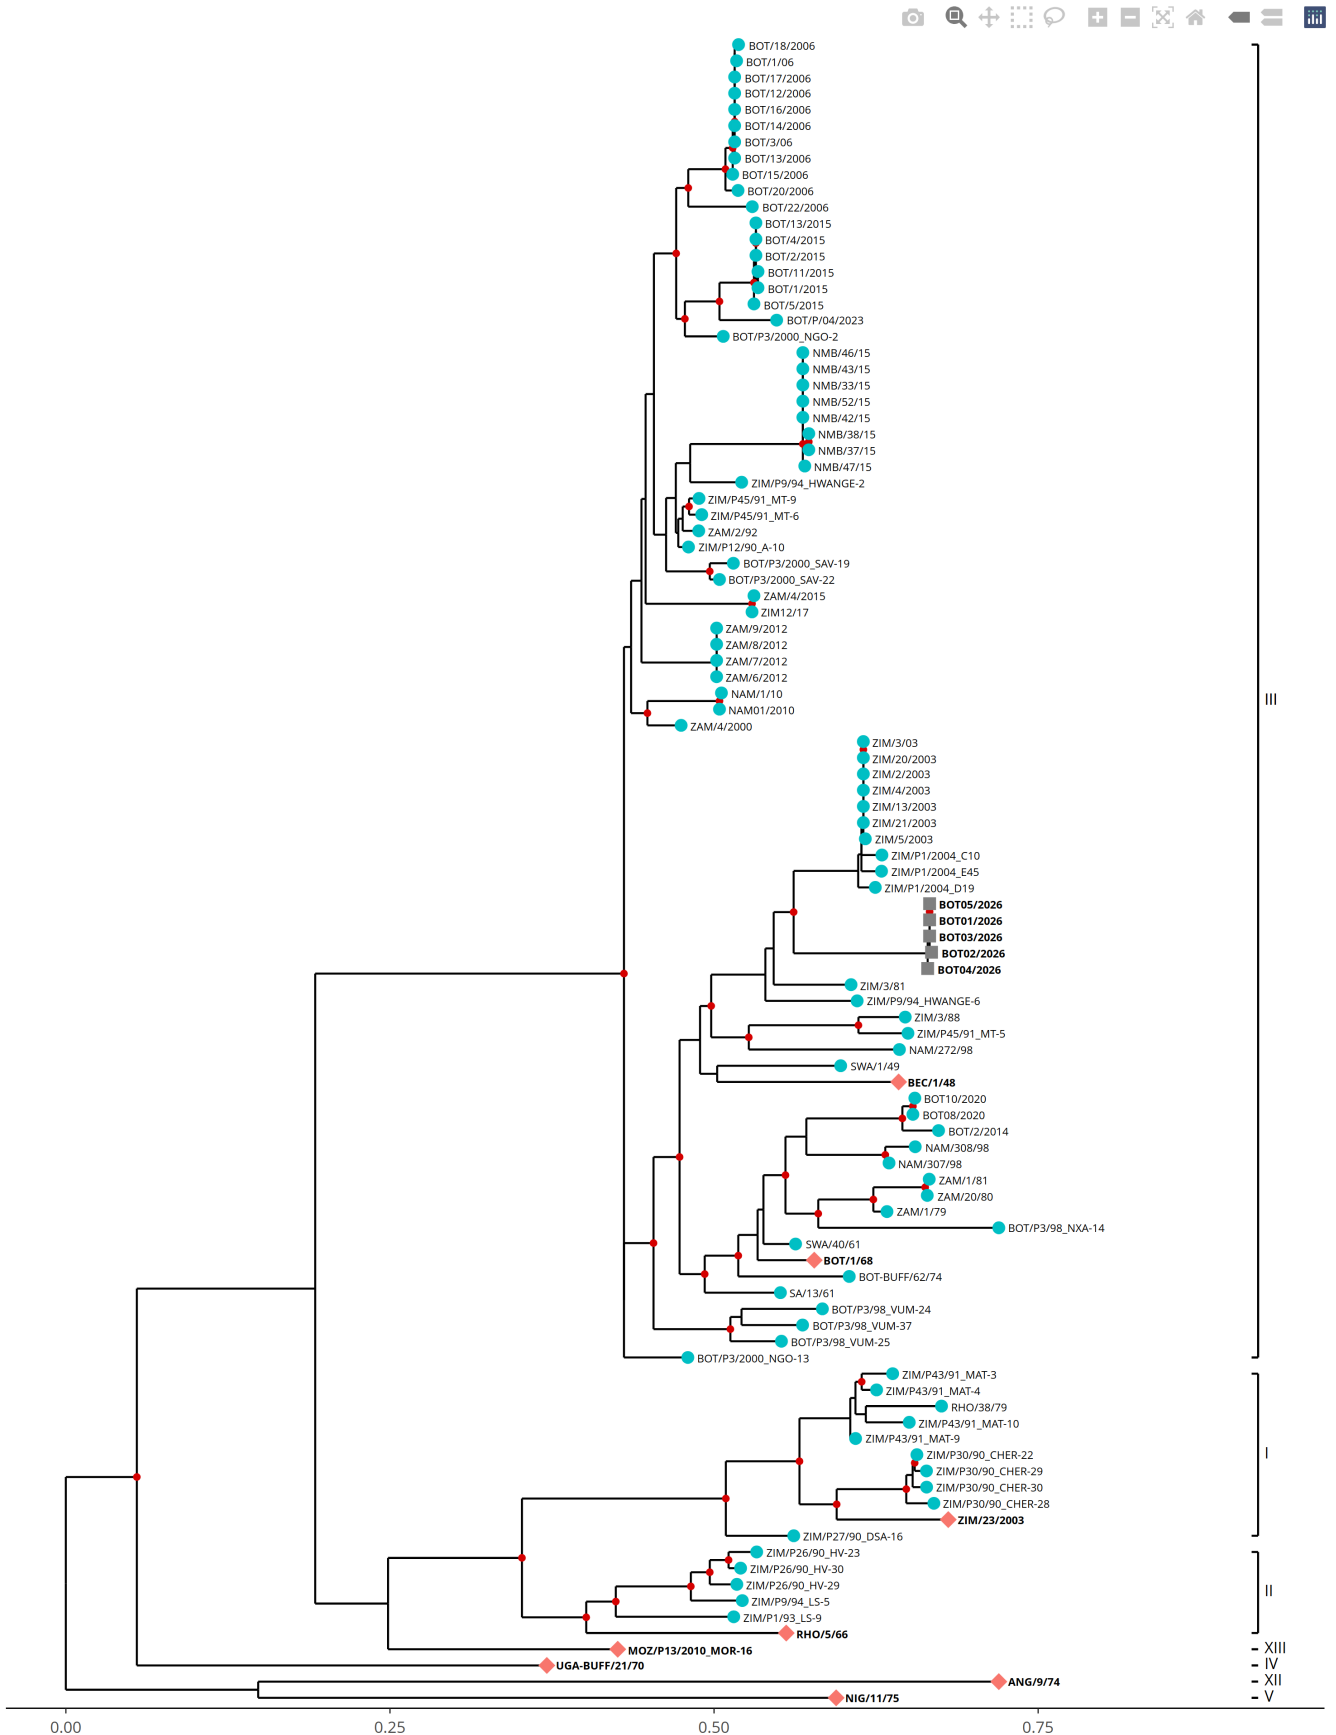 BOT/18/2006
BOT/1/06
BOT/17/2006
BOT/12/2006
BOT/16/2006
BOT/14/2006
BOT/3/06
BOT/13/2006
BOT/15/2006
BOT/20/2006
BOT/22/2006
BOT/13/2015
BOT/4/2015
BOT/2/2015
BOT/11/2015
BOT/1/2015
BOT/5/2015
BOT/P/04/2023
BOT/P3/2000_NGO-2
NMB/46/15
NMB/43/15
NMB/33/15
NMB/52/15
NMB/42/15
NMB/38/15
NMB/37/15
NMB/47/15
ZIM/P9/94_HWANGE-2
ZIM/P45/91_MT-9
ZIM/P45/91_MT-6
ZAM/2/92
ZIM/P12/90_A-10
BOT/P3/2000_SAV-19
BOT/P3/2000_SAV-22
ZAM/4/2015
ZIM12/17
ZAM/9/2012
ZAM/8/2012
ZAM/7/2012
ZAM/6/2012
NAM/1/10
III
NAM01/2010
ZAM/4/2000
ZIM/3/03
ZIM/20/2003
ZIM/2/2003
ZIM/4/2003
ZIM/13/2003
ZIM/21/2003
ZIM/5/2003
ZIM/P1/2004_C10
ZIM/P1/2004_E45
ZIM/P1/2004_D19
BOT05/2026
BOT01/2026
BOT03/2026
BOT02/2026
BOT04/2026
ZIM/3/81
ZIM/P9/94_HWANGE-6
ZIM/3/88
ZIM/P45/91_MT-5
NAM/272/98
SWA/1/49
BEC/1/48
BOT10/2020
BOT08/2020
BOT/2/2014
NAM/308/98
NAM/307/98
ZAM/1/81
ZAM/20/80
ZAM/1/79
BOT/P3/98_NXA-14
SWA/40/61
BOT/1/68
BOT-BUFF/62/74
SA/13/61
BOT/P3/98_VUM-24
BOT/P3/98_VUM-37
BOT/P3/98_VUM-25
BOT/P3/2000_NGO-13
ZIM/P43/91_MAT-3
ZIM/P43/91_MAT-4
RHO/38/79
ZIM/P43/91_MAT-10
ZIM/P43/91_MAT-9
I
ZIM/P30/90_CHER-22
ZIM/P30/90_CHER-29
ZIM/P30/90_CHER-30
ZIM/P30/90_CHER-28
ZIM/23/2003
ZIM/P27/90_DSA-16
ZIM/P26/90_HV-23
ZIM/P26/90_HV-30
ZIM/P26/90_HV-29
II
ZIM/P9/94_LS-5
ZIM/P1/93_LS-9
RHO/5/66
MOZ/P13/2010_MOR-16 XIII
UGA-BUFF/21/70 IV
ANG/9/74 XII
NIG/11/75 V
0.00 0.25 0.50 0.75